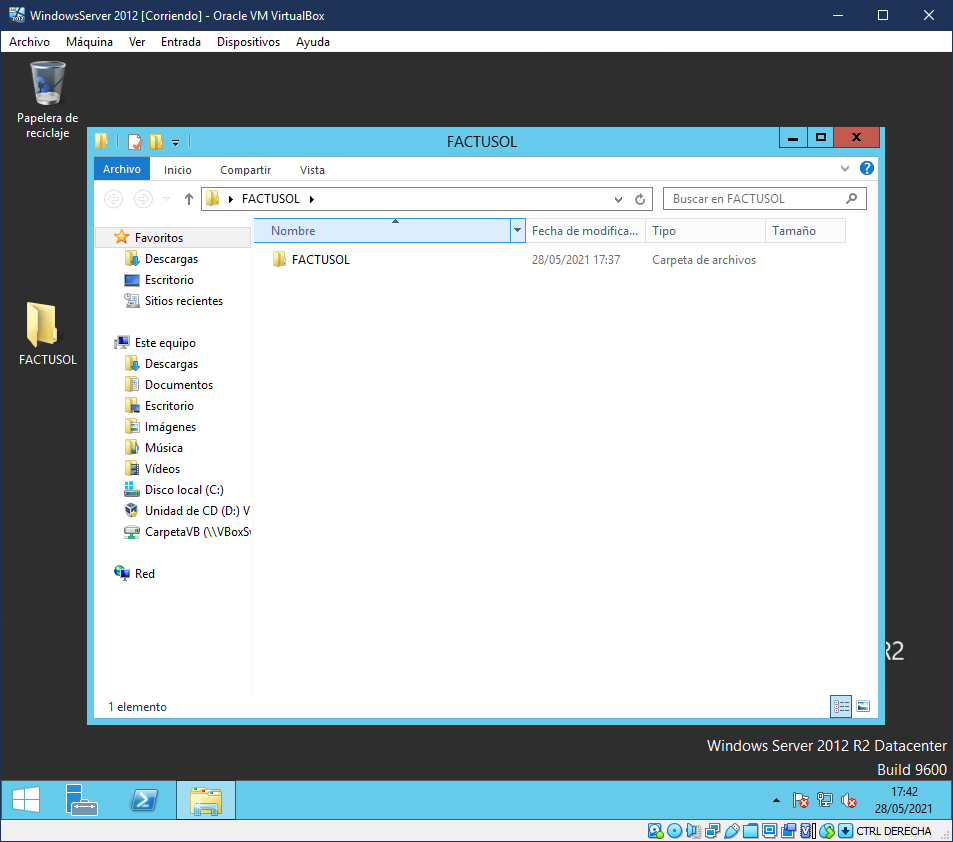 WindowsServer 2012 [Corriendo] - Oracle VM VirtualBox
Archivo Máquina Ver Entrada Dispositivos Ayuda
Papelera de
reciclaje
FACTUSOL
FACTUSOL
Archivo Inicio Compartir Vista
FACTUSOL
Buscar en FACTUSOL
Favoritos
Descargas
Escritorio
Sitios recientes
Este equipo
Descargas
Documentos
Escritorio
Imágenes
Música
Vídeos
Disco local (C:)
Unidad de CD (D:) V
CarpetaVB (\\VBoxSv
Red
Nombre Fecha de modifica... Tipo Tamaño
FACTUSOL 28/05/2021 17:37 Carpeta de archivos
1 elemento
R2
Windows Server 2012 R2 Datacenter
Build 9600
17:42
28/05/2021
CTRL DERECHA